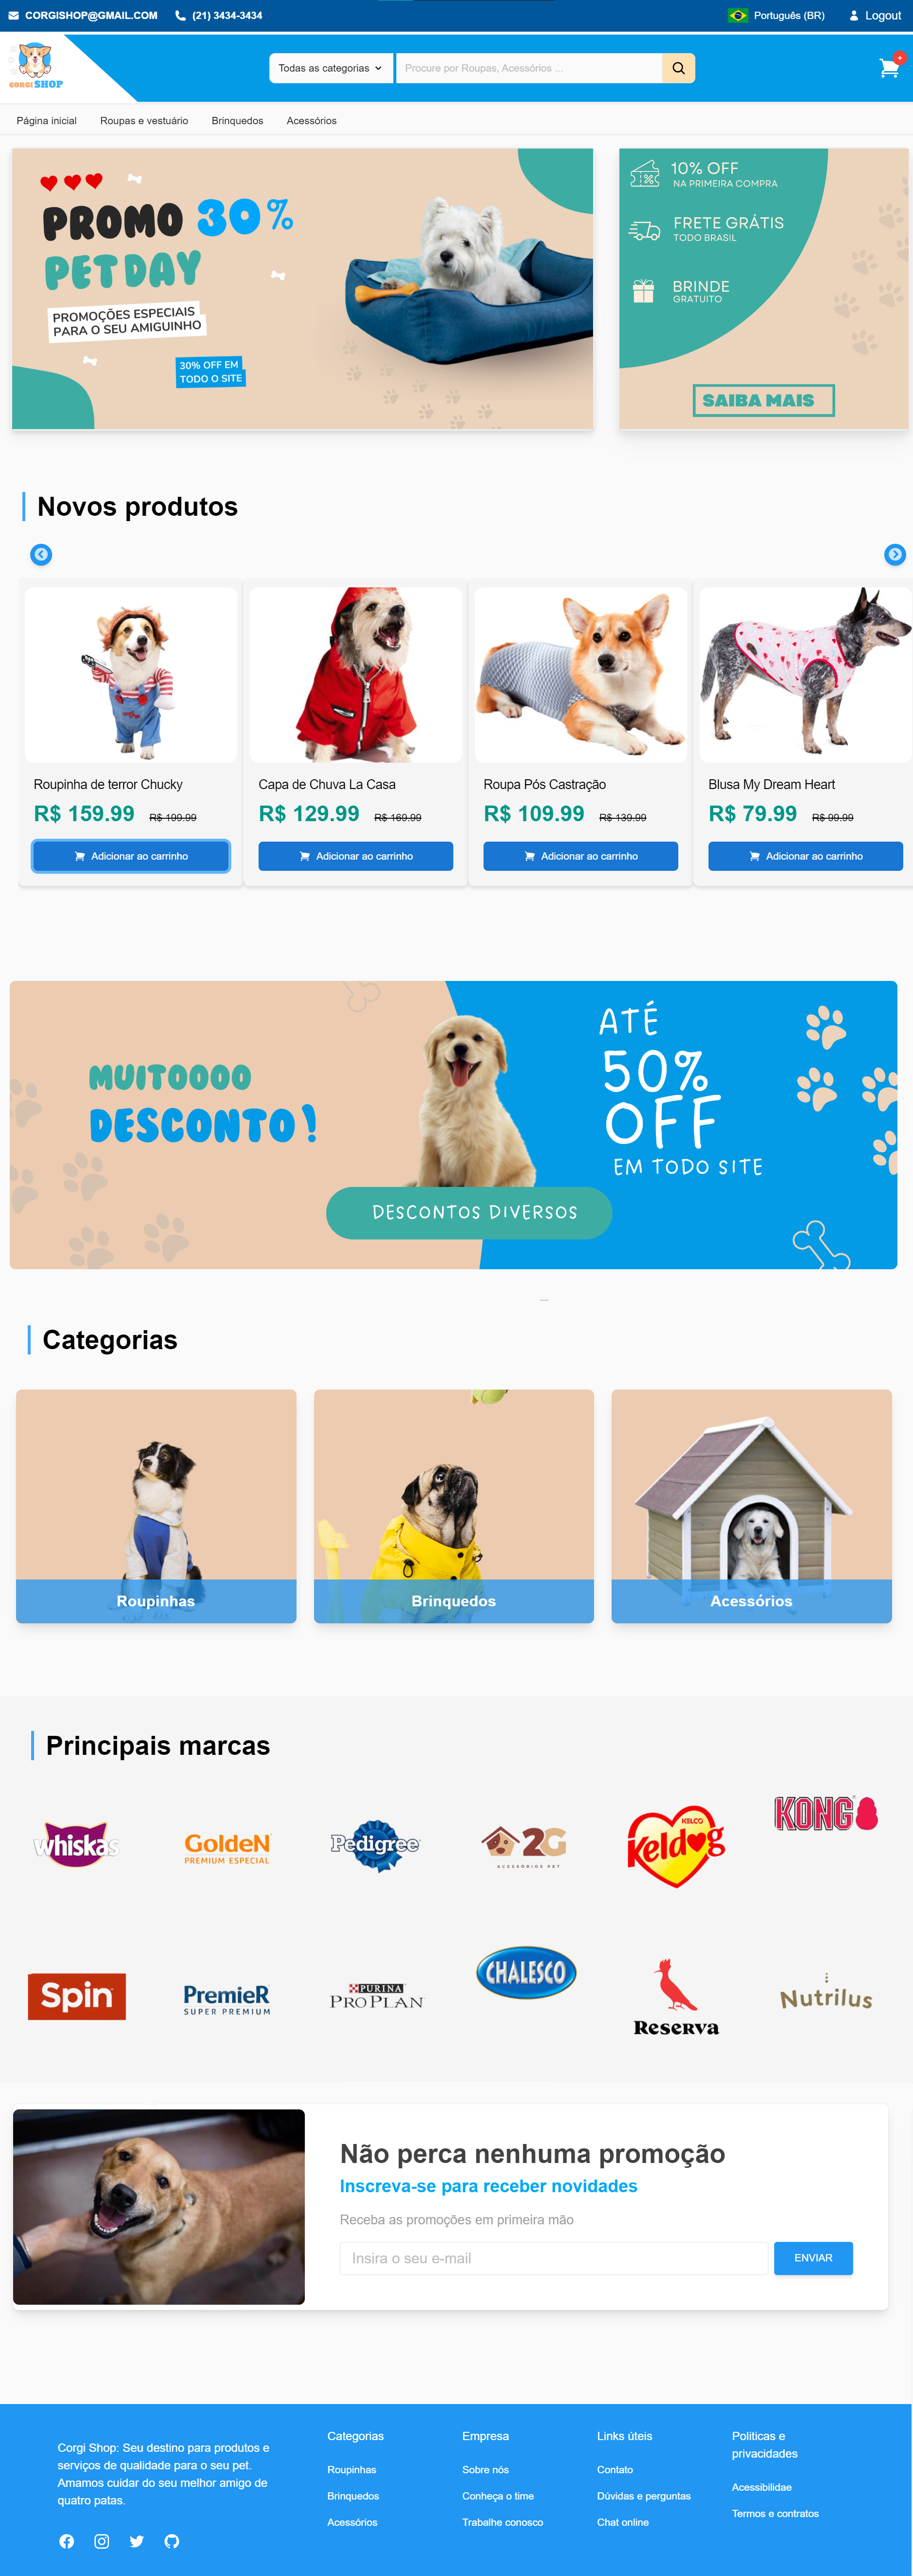 CORGISHOP@GMAIL.COM
(21) 3434-3434
Português (BR)
Logout
CORGI SHOP
Todas as categorias
Procure por Roupas, Acessórios ...
+
Página inicial
Roupas e vestuário
Brinquedos
Acessórios
PROMO 30%
PET DAY
PROMOÇÕES ESPECIAIS
PARA O SEU AMIGUINHO
30% OFF EM
TODO O SITE
10% OFF
NA PRIMEIRA COMPRA
FRETE GRÁTIS
TODO BRASIL
BRINDE
GRATUITO
SAIBA MAIS
Novos produtos
Roupinha de terror Chucky
R$ 159.99 R$ 199.99
Adicionar ao carrinho
Capa de Chuva La Casa
R$ 129.99 R$ 169.99
Adicionar ao carrinho
Roupa Pós Castração
R$ 109.99 R$ 139.99
Adicionar ao carrinho
Blusa My Dream Heart
R$ 79.99 R$ 99.99
Adicionar ao carrinho
MUITOOOO
DESCONTO!
ATÉ
50%
OFF
EM TODO SITE
DESCONTOS DIVERSOS
Categorias
Roupinhas
Brinquedos
Acessórios
Principais marcas
whiskas
GoldeN
PREMIUM ESPECIAL
Pedigree
2G
ACESSÓRIOS PET
KELCO
Keldog
KONG
Spin
PremieR
SUPER PREMIUM
PURINA
PRO PLAN
CHALESCO
Reserva
Nutrilus
Não perca nenhuma promoção
Inscreva-se para receber novidades
Receba as promoções em primeira mão
Insira o seu e-mail
ENVIAR
Corgi Shop: Seu destino para produtos e
serviços de qualidade para o seu pet.
Amamos cuidar do seu melhor amigo de
quatro patas.
Categorias
Roupinhas
Brinquedos
Acessórios
Empresa
Sobre nós
Conheça o time
Trabalhe conosco
Links úteis
Contato
Dúvidas e perguntas
Chat online
Politicas e
privacidades
Acessibilidae
Termos e contratos